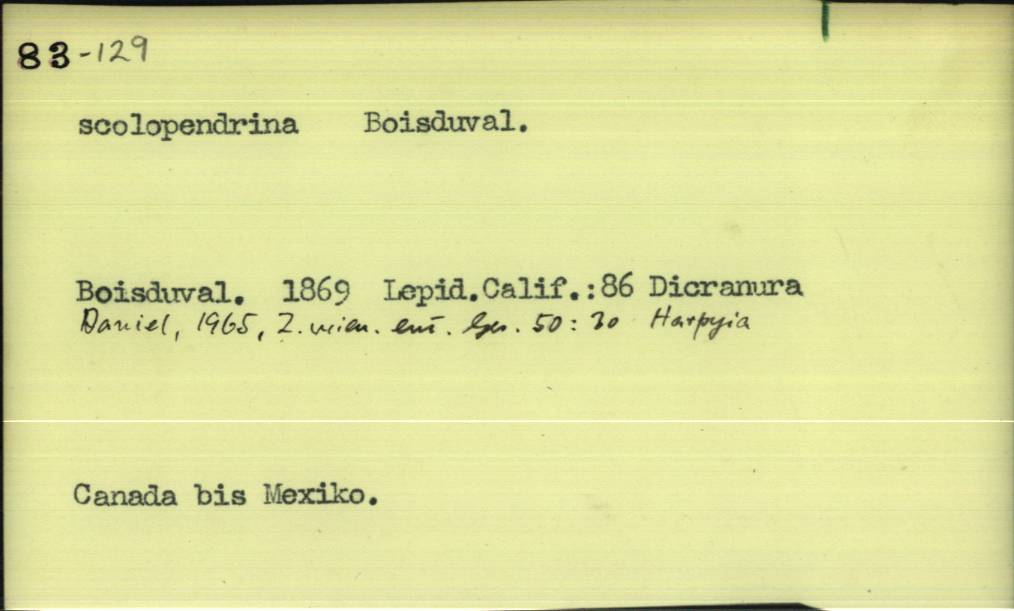 83-129
scolopendrina Boisduval.
Boisduval. 1869 Lepid.Calif.:86 Dicranura
Daniel, 1965, Z. wien. ent. Ges. 50: 30 Harpyia
Canada bis Mexiko.